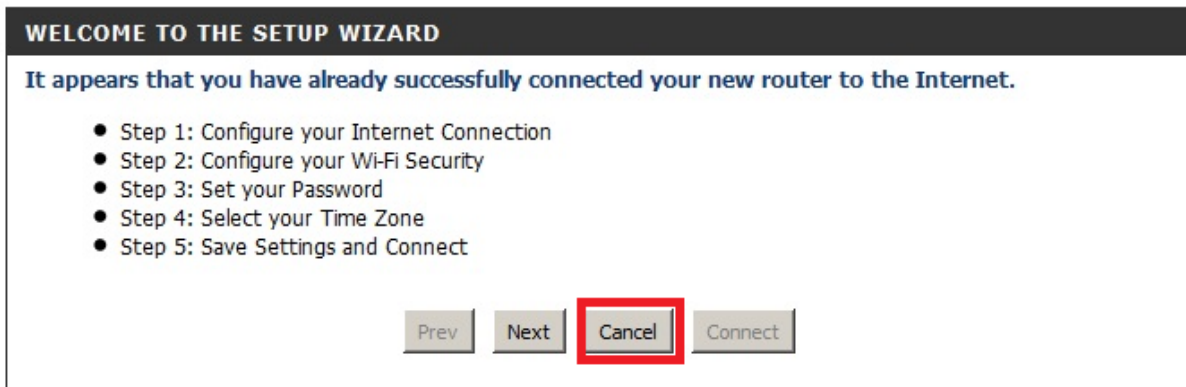 WELCOME TO THE SETUP WIZARD
It appears that you have already successfully connected your new router to the Internet.
Step 1: Configure your Internet Connection
Step 2: Configure your Wi-Fi Security
Step 3: Set your Password
Step 4: Select your Time Zone
Step 5: Save Settings and Connect
Prev Next Cancel Connect